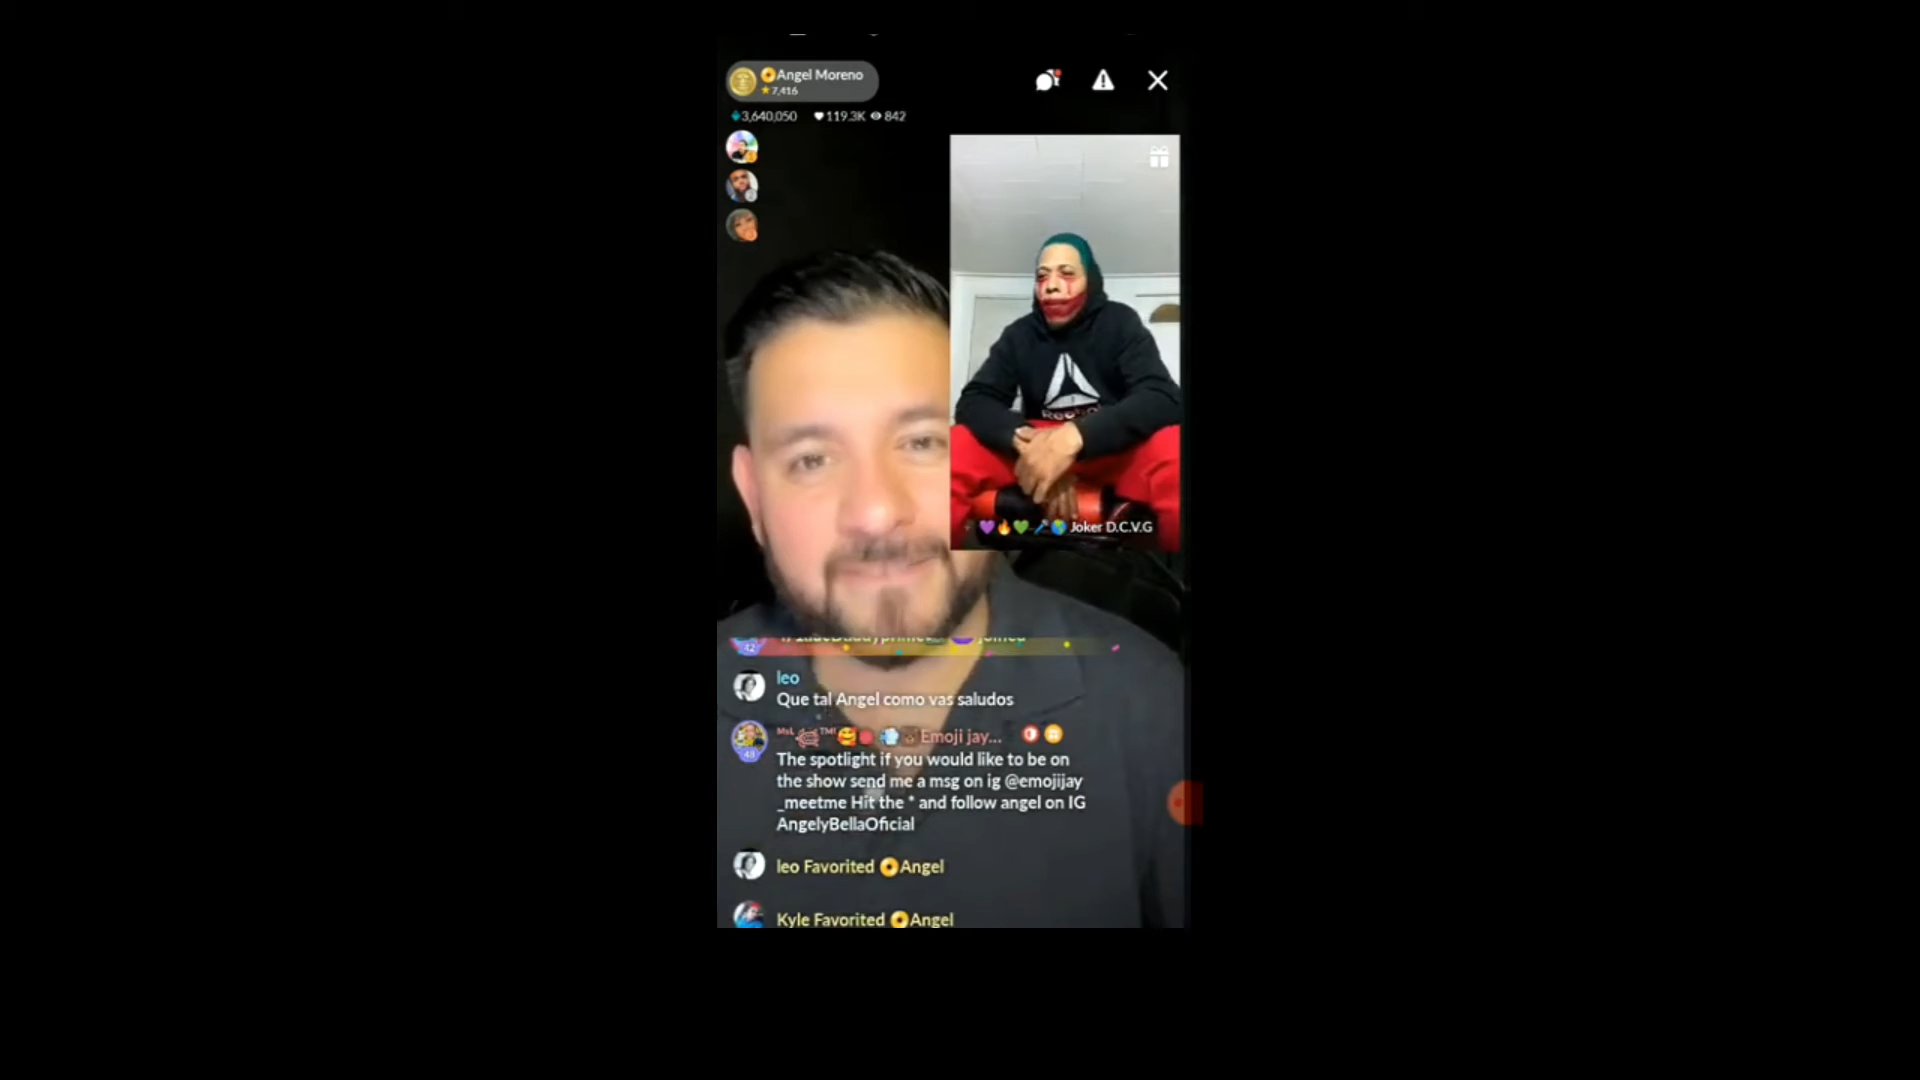 Angel Moreno
7,416
3,640,050 119.3K 842
Joker D.C.V.G
42
joined
leo
Que tal Angel como vas saludos
Emoji jay...
The spotlight if you would like to be on
the show send me a msg on ig @emojijay
_meetme Hit the * and follow angel on IG
AngelyBellaOficial
leo Favorited Angel
Kyle Favorited Angel